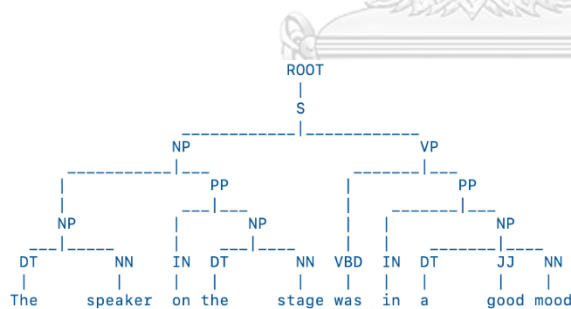 ROOT
S
NP VP
PP PP
NP NP NP
DT NN IN DT NN VBD IN DT JJ NN
The speaker on the stage was in a good mood